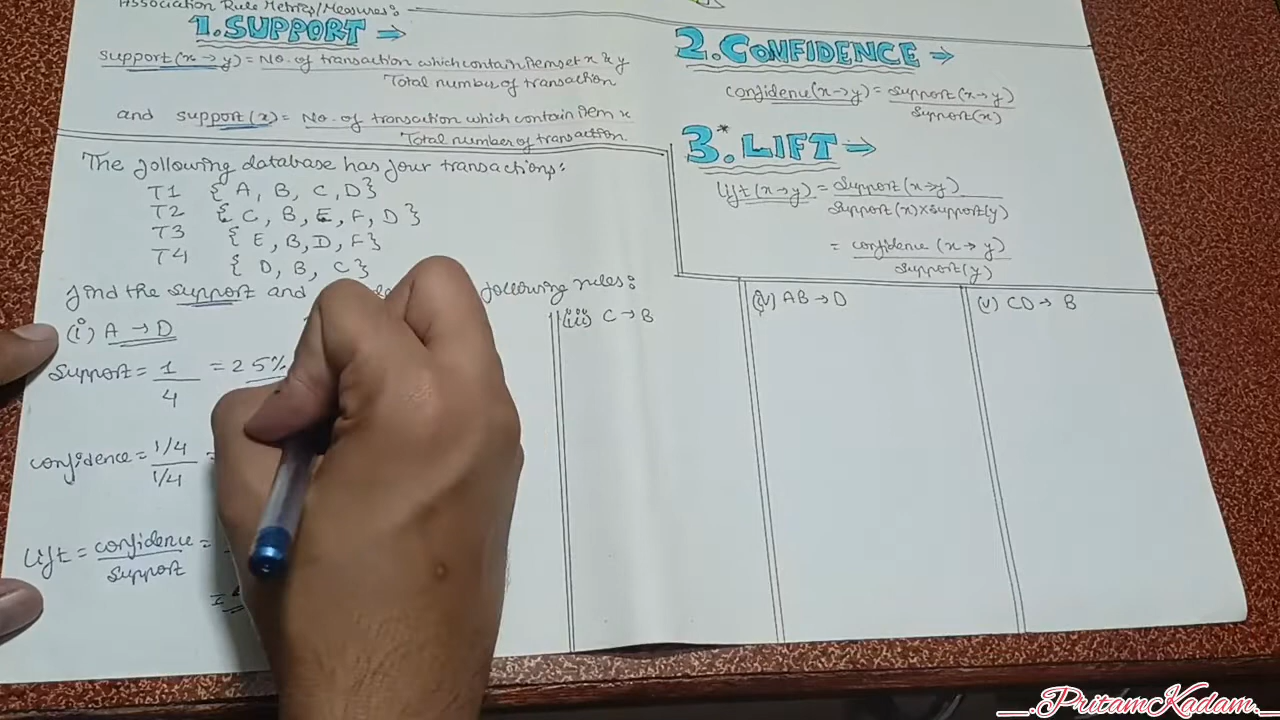 Association Rule Metrics/Measures:-
1. SUPPORT →
support(x→y) = No. of transaction which contain itemset x & y
Total number of transaction
and support(x) = No. of transaction which contain item x
Total number of transaction.
2. CONFIDENCE →
confidence(x→y) = support(x→y)
support(x)
3.* LIFT →
Lift(x→y) = Support(x→y)
Support(x)×support(y)
= confidence(x→y)
support(y)
The following database has four transactions:
T1 {A, B, C, D}
T2 {C, B, E, F, D}
T3 {E, B, D, F}
T4 {D, B, C}
find the support and following rules:
(i) A → D
Support = 1 = 25%
4
confidence = 1/4 =
1/4
Lift = confidence =
support
(iii) C → B
(iv) AB → D
(v) CD → B
_.PritamKadam._